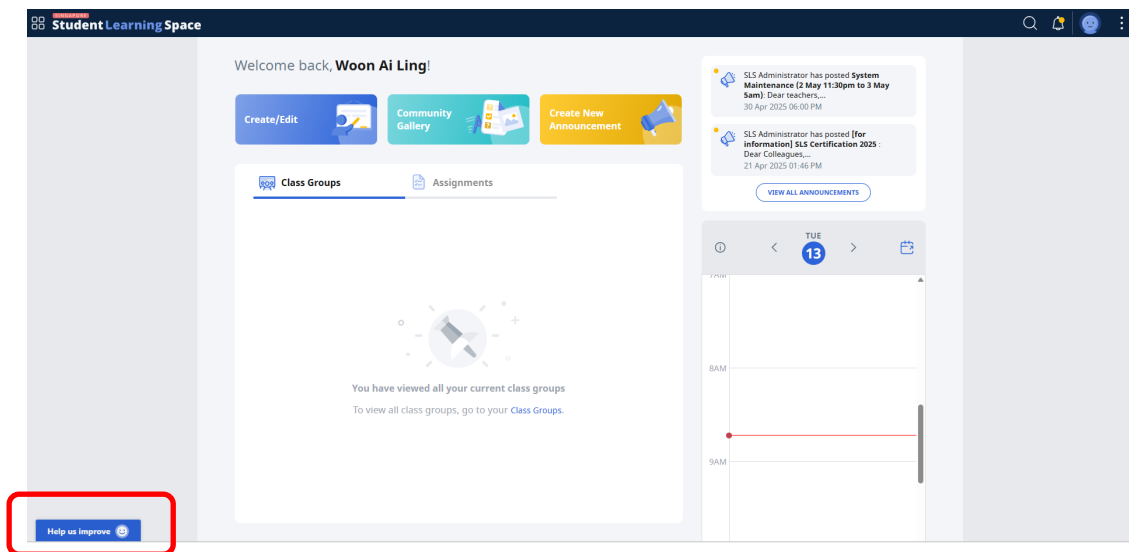 SINGAPORE
Student Learning Space
Welcome back, Woon Ai Ling!
Create/Edit
Community
Gallery
Create New
Announcement
Class Groups
Assignments
You have viewed all your current class groups
To view all class groups, go to your Class Groups.
SLS Administrator has posted System
Maintenance (2 May 11:30pm to 3 May
5am): Dear teachers,...
30 Apr 2025 06:00 PM
SLS Administrator has posted [for
information] SLS Certification 2025 :
Dear Colleagues,...
21 Apr 2025 01:46 PM
VIEW ALL ANNOUNCEMENTS
TUE
13
7AM
8AM
9AM
Help us improve